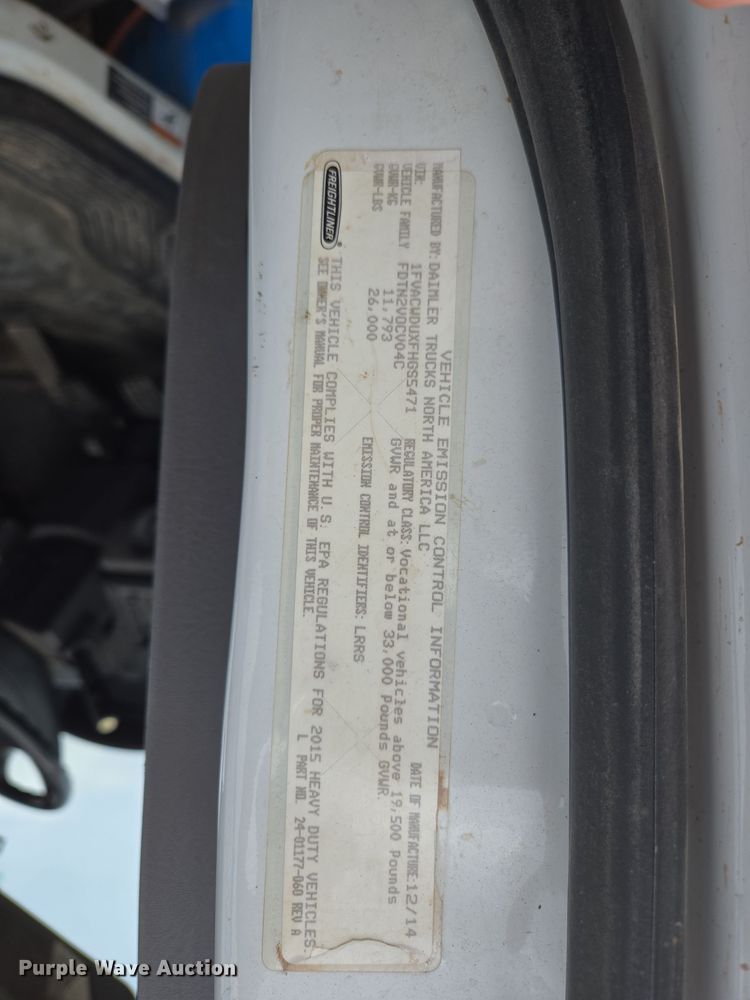 VEHICLE EMISSION CONTROL INFORMATION
MANUFACTURED BY: DAIMLER TRUCKS NORTH AMERICA LLC DATE OF MANUFACTURE: 12/14
VIN: 1FVACWDUXFHGS5471 REGULATORY CLASS: Vocational vehicles above 19,500 Pounds
VEHICLE FAMILY FDTN2VOCV04C GVWR and at or below 33,000 Pounds GVWR.
GVWR-KG 11,793
GVWR-LBS 26,000 EMISSION CONTROL IDENTIFIERS: LRRS
FREIGHTLINER ® THIS VEHICLE COMPLIES WITH U.S. EPA REGULATIONS FOR 2015 HEAVY DUTY VEHICLES.
SEE OWNER'S MANUAL FOR PROPER MAINTENANCE OF THIS VEHICLE. L PART NO. 24-01177-060 REV A
Purple Wave Auction